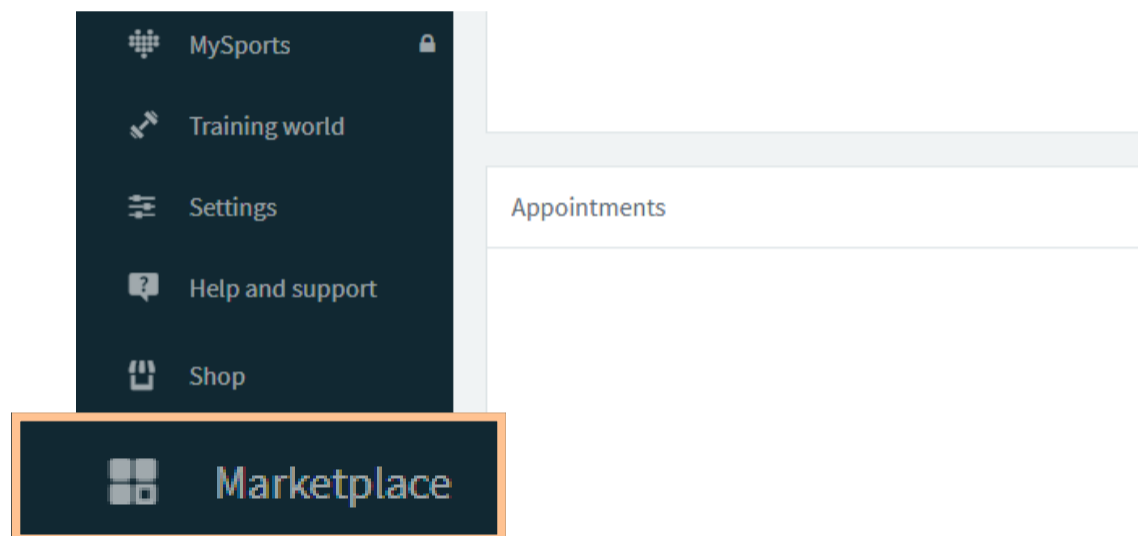 MySports
Training world
Settings
Appointments
Help and support
Shop
Marketplace